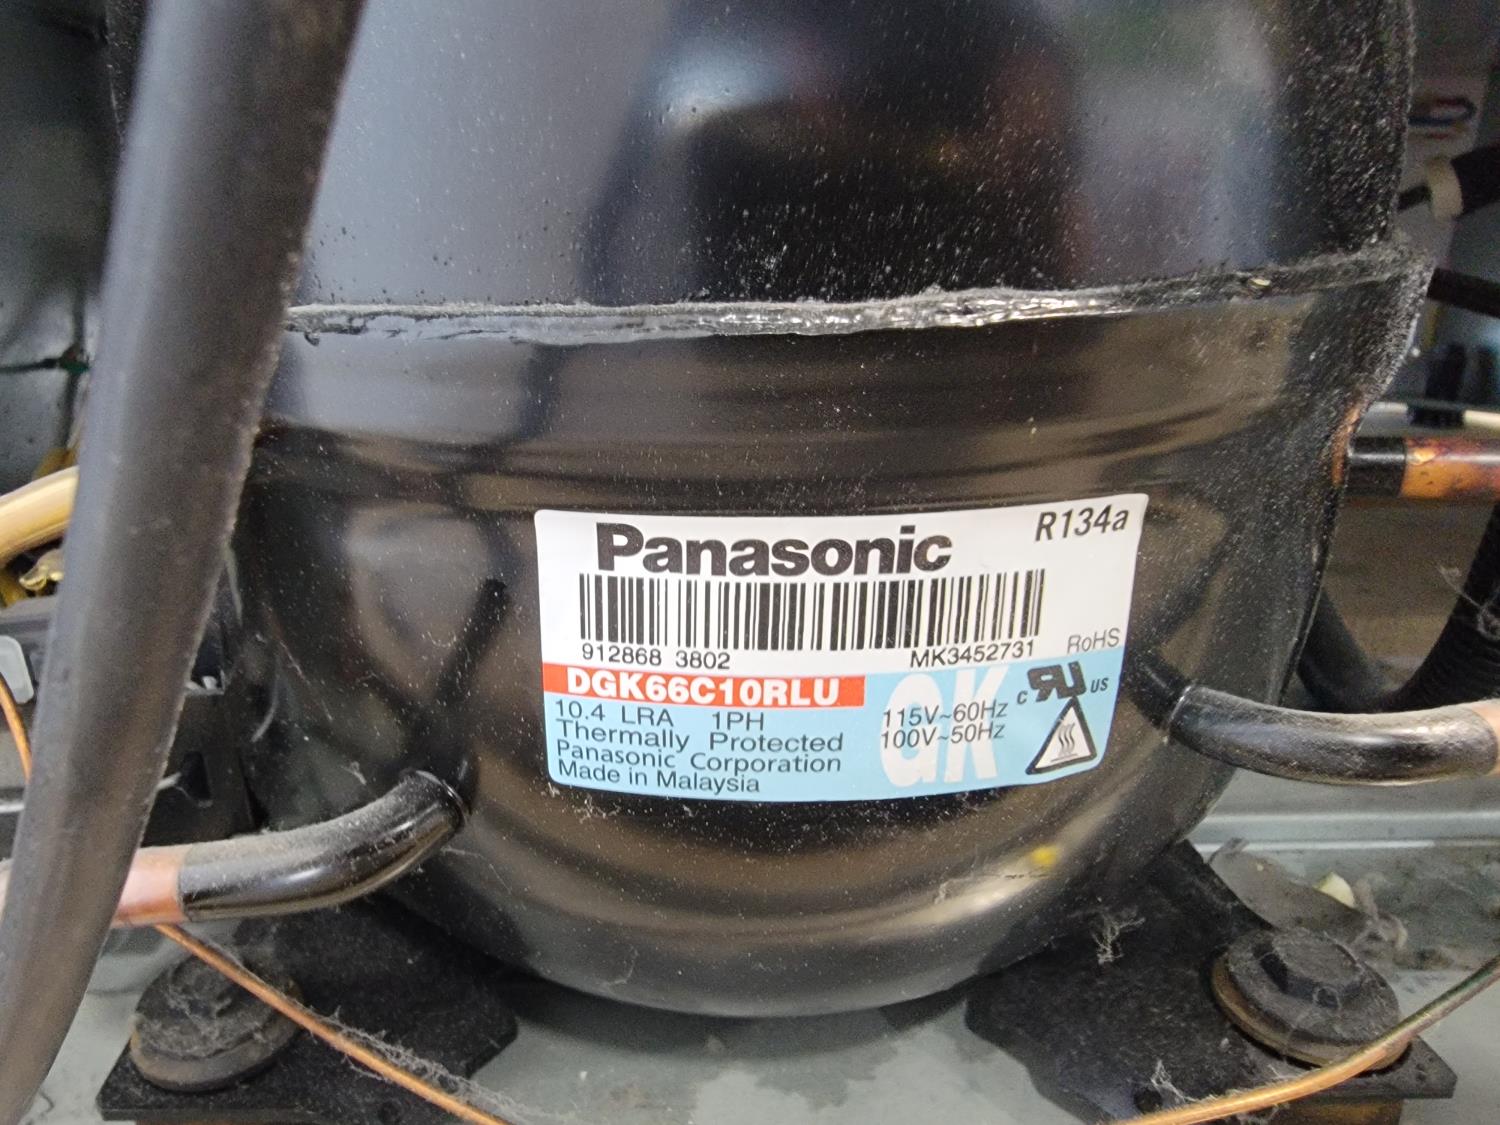 Panasonic
R134a
912868 3802
MK3452731
RoHS
DGK66C10RLU
GK
c RU US
10.4 LRA 1PH
115V~60Hz
Thermally Protected
100V~50Hz
Panasonic Corporation
Made in Malaysia